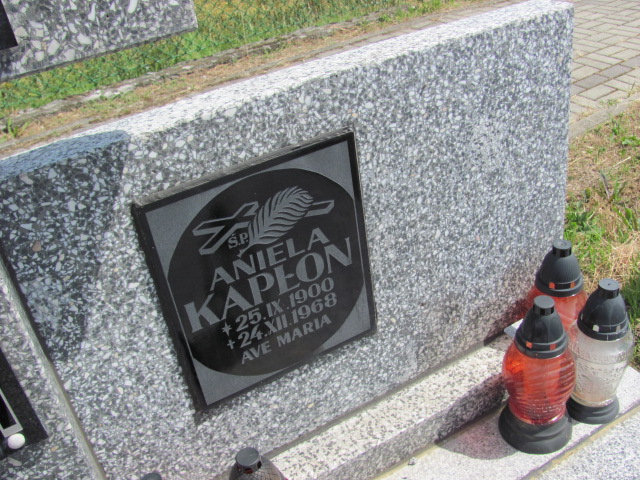 Ś.P.
ANIELA
KAPŁON
* 25.IX.1900
+ 24.XII.1968
AVE MARIA